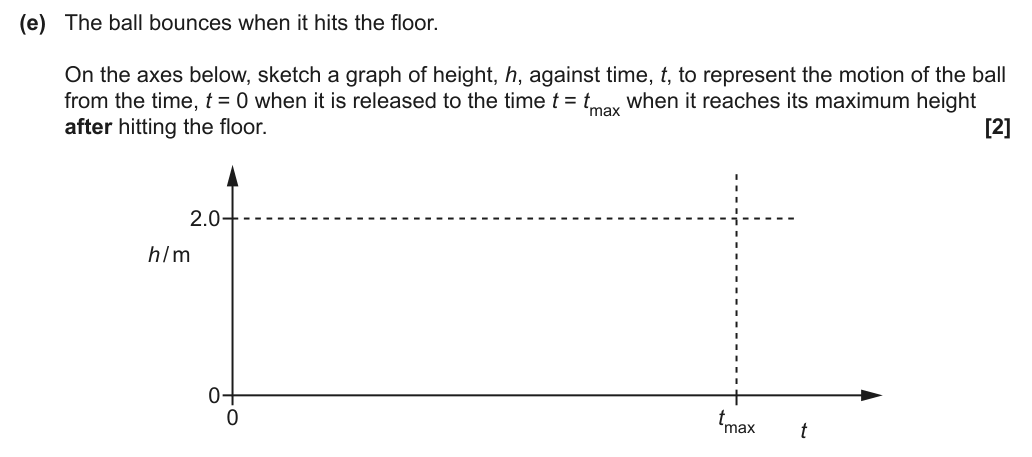 (e) The ball bounces when it hits the floor.
On the axes below, sketch a graph of height, h, against time, t, to represent the motion of the ball
from the time, t = 0 when it is released to the time t = tmax when it reaches its maximum height
after hitting the floor. [2]
2.0
h/m
0
0
tmax
t